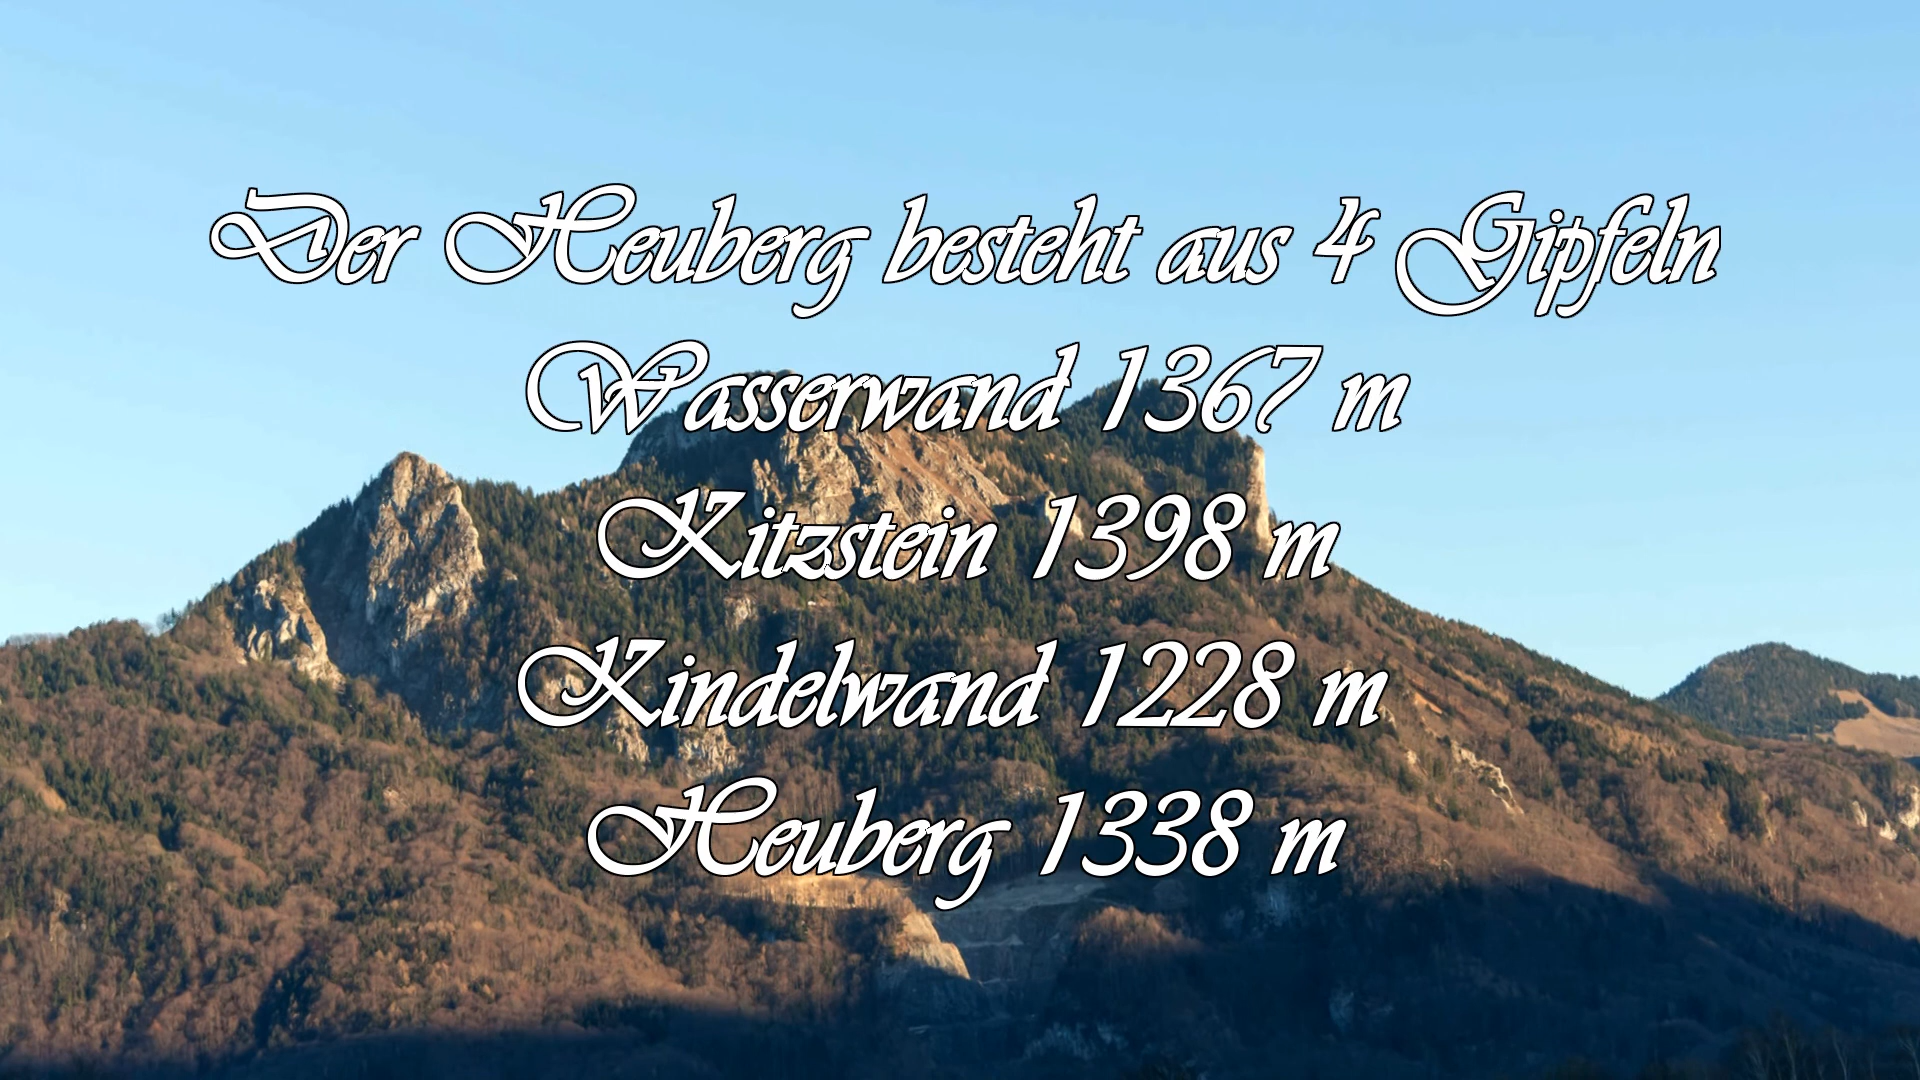 Der Heuberg besteht aus 4 Gipfeln
Wasserwand 1367 m
Kitzstein 1398 m
Kindelwand 1228 m
Heuberg 1338 m